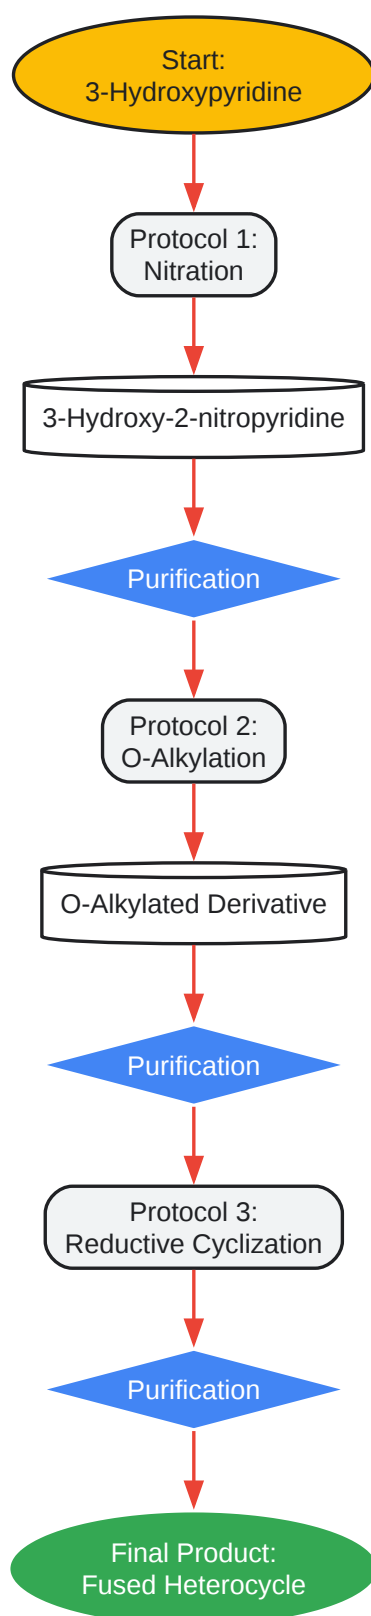 Start:
3-Hydroxypyridine
Protocol 1:
Nitration
3-Hydroxy-2-nitropyridine
Purification
Protocol 2:
O-Alkylation
O-Alkylated Derivative
Purification
Protocol 3:
Reductive Cyclization
Purification
Final Product:
Fused Heterocycle